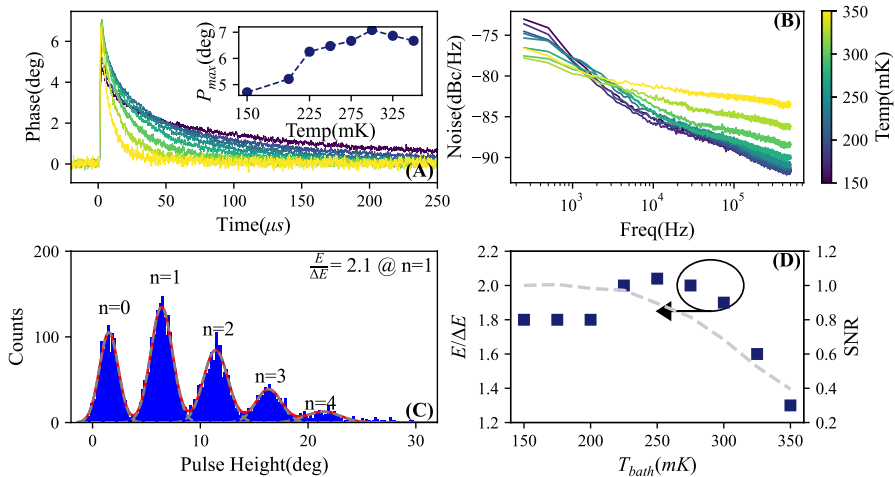 6
4
2
0
Phase(deg)
0
50
100
150
200
250
Time(μs)
(A)
7
6
5
P_max(deg)
150
225
275
325
Temp(mK)
−75
−80
−85
−90
Noise(dBc/Hz)
10^3
10^4
10^5
Freq(Hz)
(B)
350
300
250
200
150
Temp(mK)
200
100
0
Counts
n=0
n=1
n=2
n=3
n=4
E/ΔE = 2.1 @ n=1
(C)
0
10
20
30
Pulse Height(deg)
2.2
2.0
1.8
1.6
1.4
1.2
E/ΔE
(D)
1.2
1.0
0.8
0.6
0.4
0.2
SNR
150
200
250
300
350
T_bath(mK)